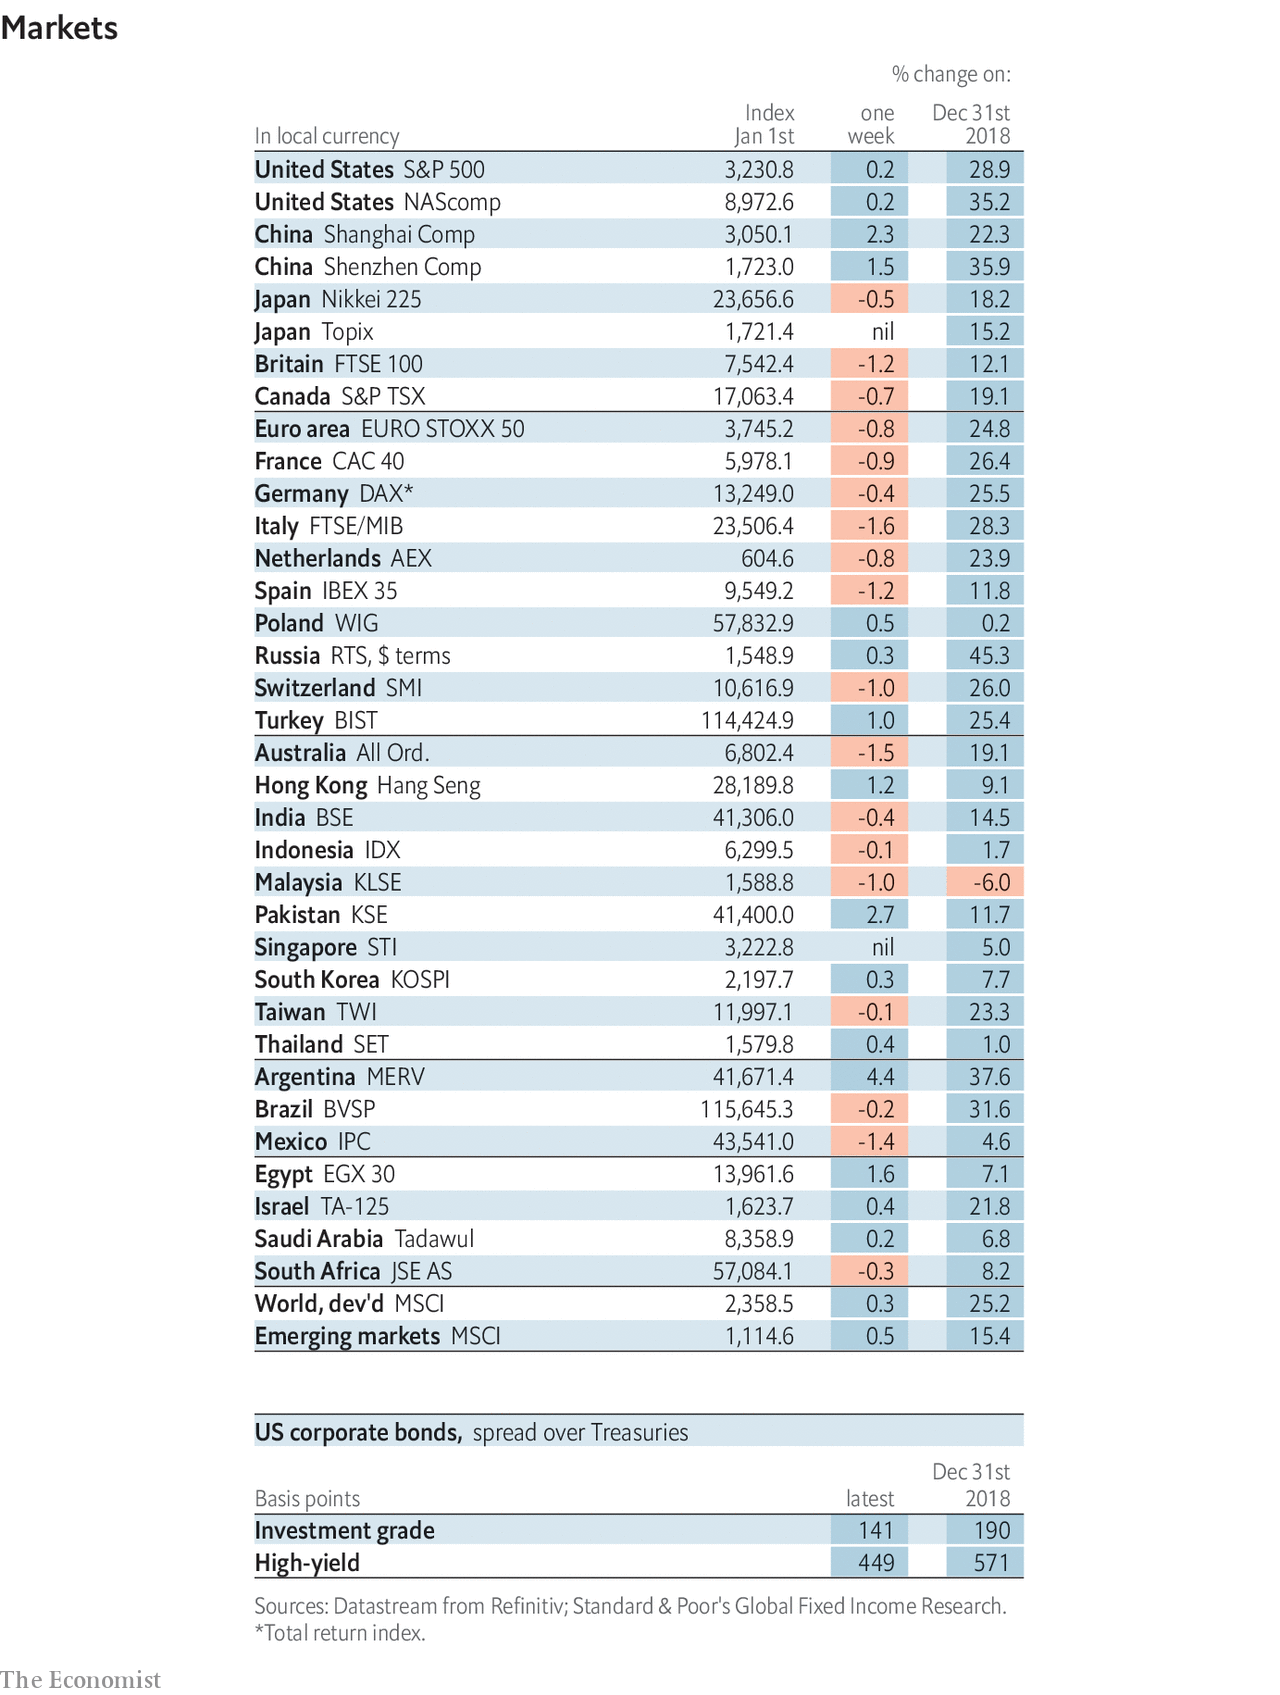 Markets
% change on:
Index one Dec 31st
In local currency Jan 1st week 2018
United States S&P 500 3,230.8 0.2 28.9
United States NAScomp 8,972.6 0.2 35.2
China Shanghai Comp 3,050.1 2.3 22.3
China Shenzhen Comp 1,723.0 1.5 35.9
Japan Nikkei 225 23,656.6 -0.5 18.2
Japan Topix 1,721.4 nil 15.2
Britain FTSE 100 7,542.4 -1.2 12.1
Canada S&P TSX 17,063.4 -0.7 19.1
Euro area EURO STOXX 50 3,745.2 -0.8 24.8
France CAC 40 5,978.1 -0.9 26.4
Germany DAX* 13,249.0 -0.4 25.5
Italy FTSE/MIB 23,506.4 -1.6 28.3
Netherlands AEX 604.6 -0.8 23.9
Spain IBEX 35 9,549.2 -1.2 11.8
Poland WIG 57,832.9 0.5 0.2
Russia RTS, $ terms 1,548.9 0.3 45.3
Switzerland SMI 10,616.9 -1.0 26.0
Turkey BIST 114,424.9 1.0 25.4
Australia All Ord. 6,802.4 -1.5 19.1
Hong Kong Hang Seng 28,189.8 1.2 9.1
India BSE 41,306.0 -0.4 14.5
Indonesia IDX 6,299.5 -0.1 1.7
Malaysia KLSE 1,588.8 -1.0 -6.0
Pakistan KSE 41,400.0 2.7 11.7
Singapore STI 3,222.8 nil 5.0
South Korea KOSPI 2,197.7 0.3 7.7
Taiwan TWI 11,997.1 -0.1 23.3
Thailand SET 1,579.8 0.4 1.0
Argentina MERV 41,671.4 4.4 37.6
Brazil BVSP 115,645.3 -0.2 31.6
Mexico IPC 43,541.0 -1.4 4.6
Egypt EGX 30 13,961.6 1.6 7.1
Israel TA-125 1,623.7 0.4 21.8
Saudi Arabia Tadawul 8,358.9 0.2 6.8
South Africa JSE AS 57,084.1 -0.3 8.2
World, dev'd MSCI 2,358.5 0.3 25.2
Emerging markets MSCI 1,114.6 0.5 15.4
US corporate bonds, spread over Treasuries
Dec 31st
Basis points latest 2018
Investment grade 141 190
High-yield 449 571
Sources: Datastream from Refinitiv; Standard & Poor's Global Fixed Income Research.
*Total return index.
The Economist